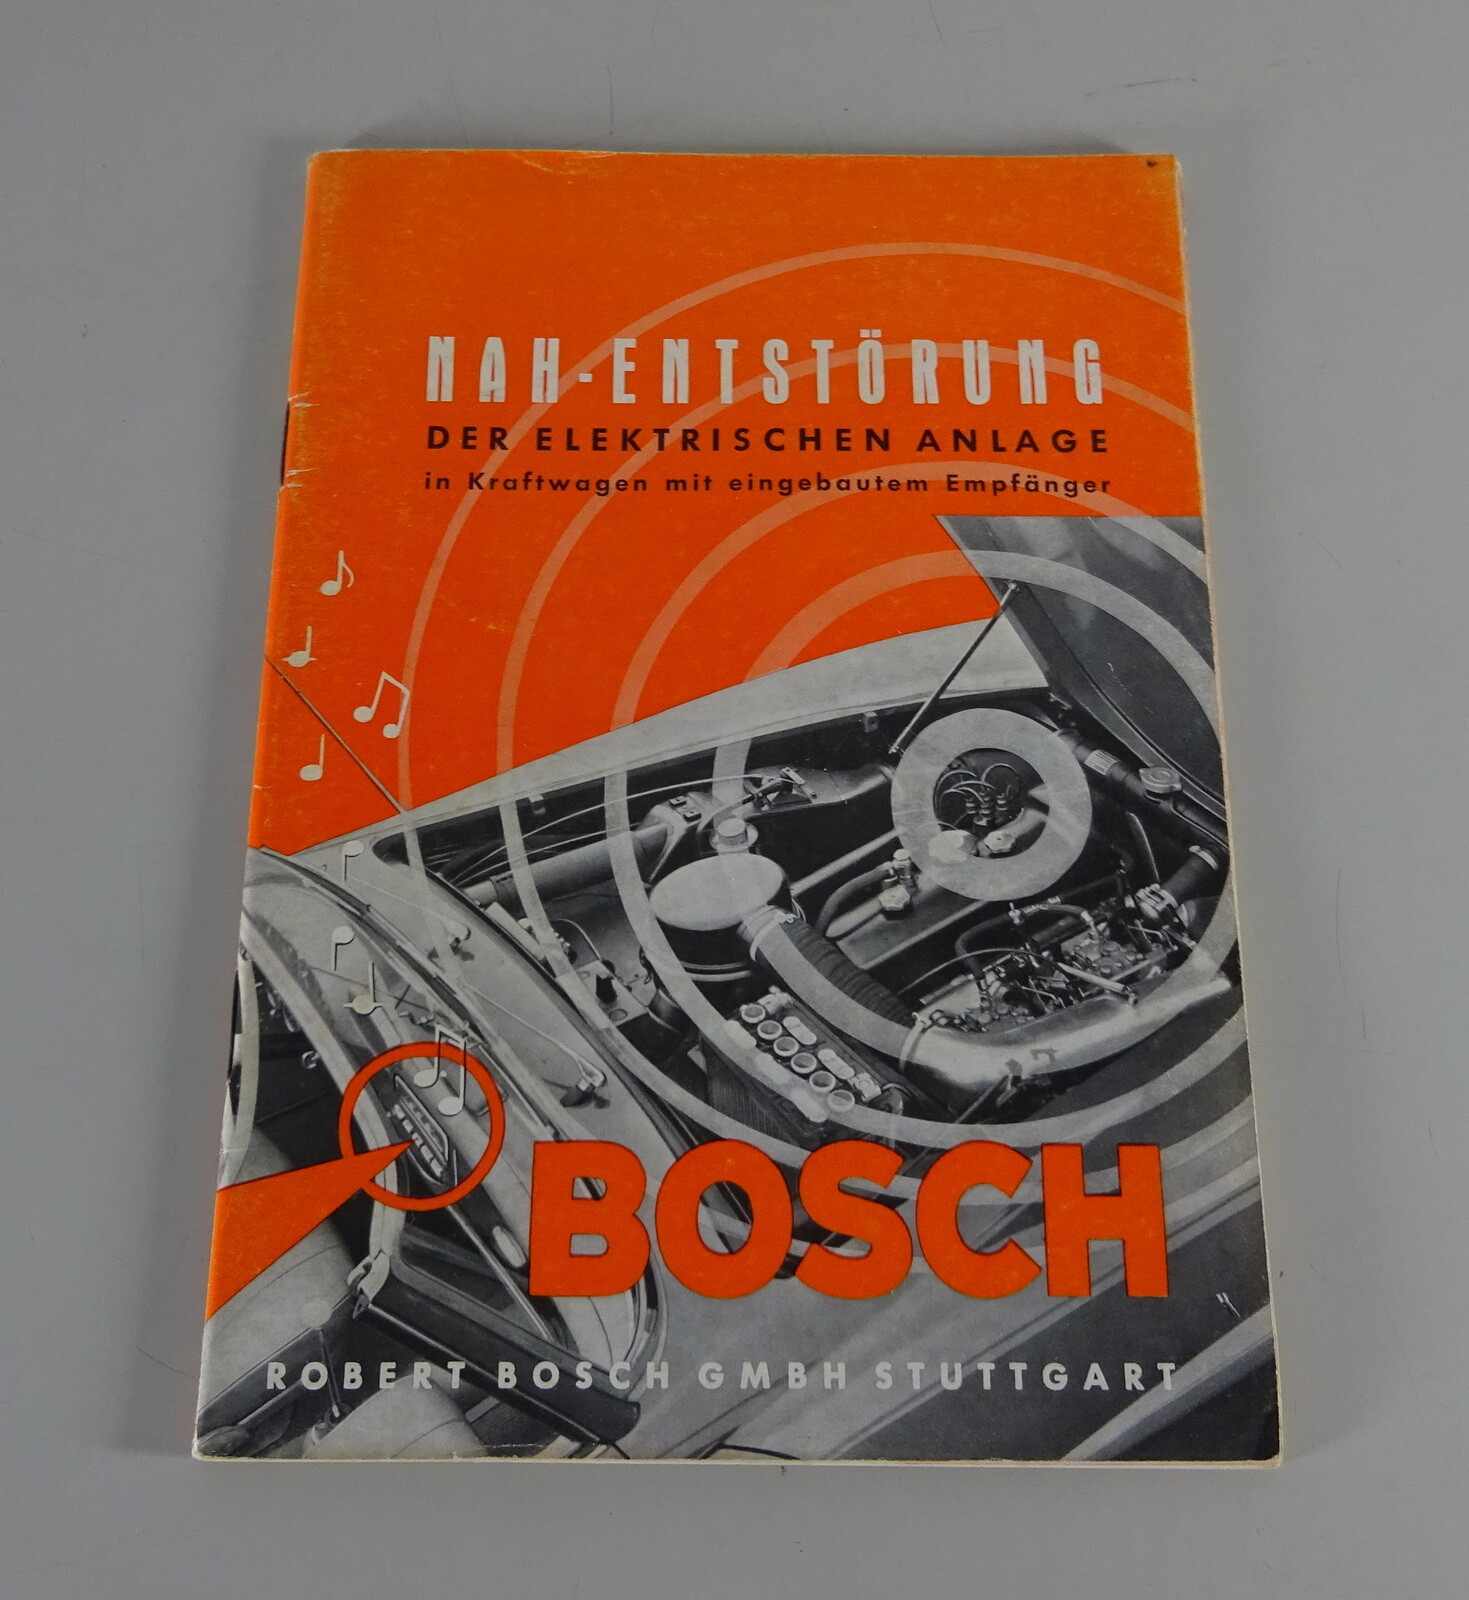 NAH-ENTSTÖRUNG
DER ELEKTRISCHEN ANLAGE
in Kraftwagen mit eingebautem Empfänger
BOSCH
ROBERT BOSCH GMBH STUTTGART